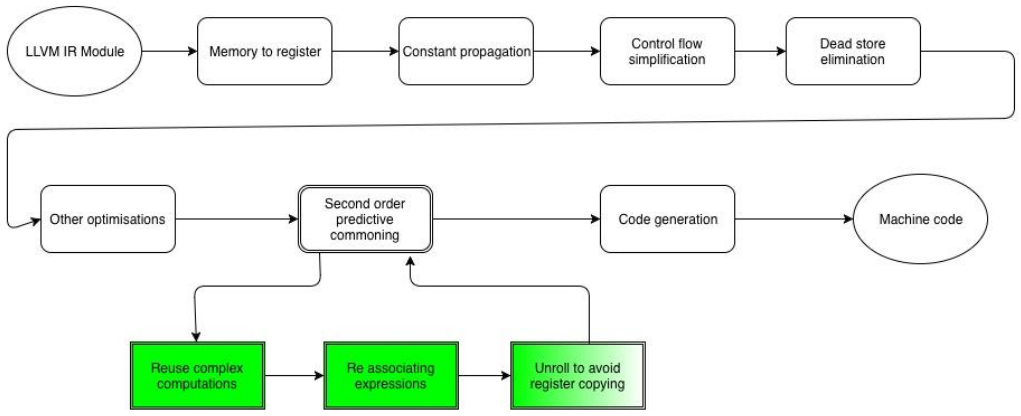 LLVM IR Module
Memory to register
Constant propagation
Control flow
simplification
Dead store
elimination
Other optimisations
Second order
predictive
commoning
Code generation
Machine code
Reuse complex
computations
Re associating
expressions
Unroll to avoid
register copying